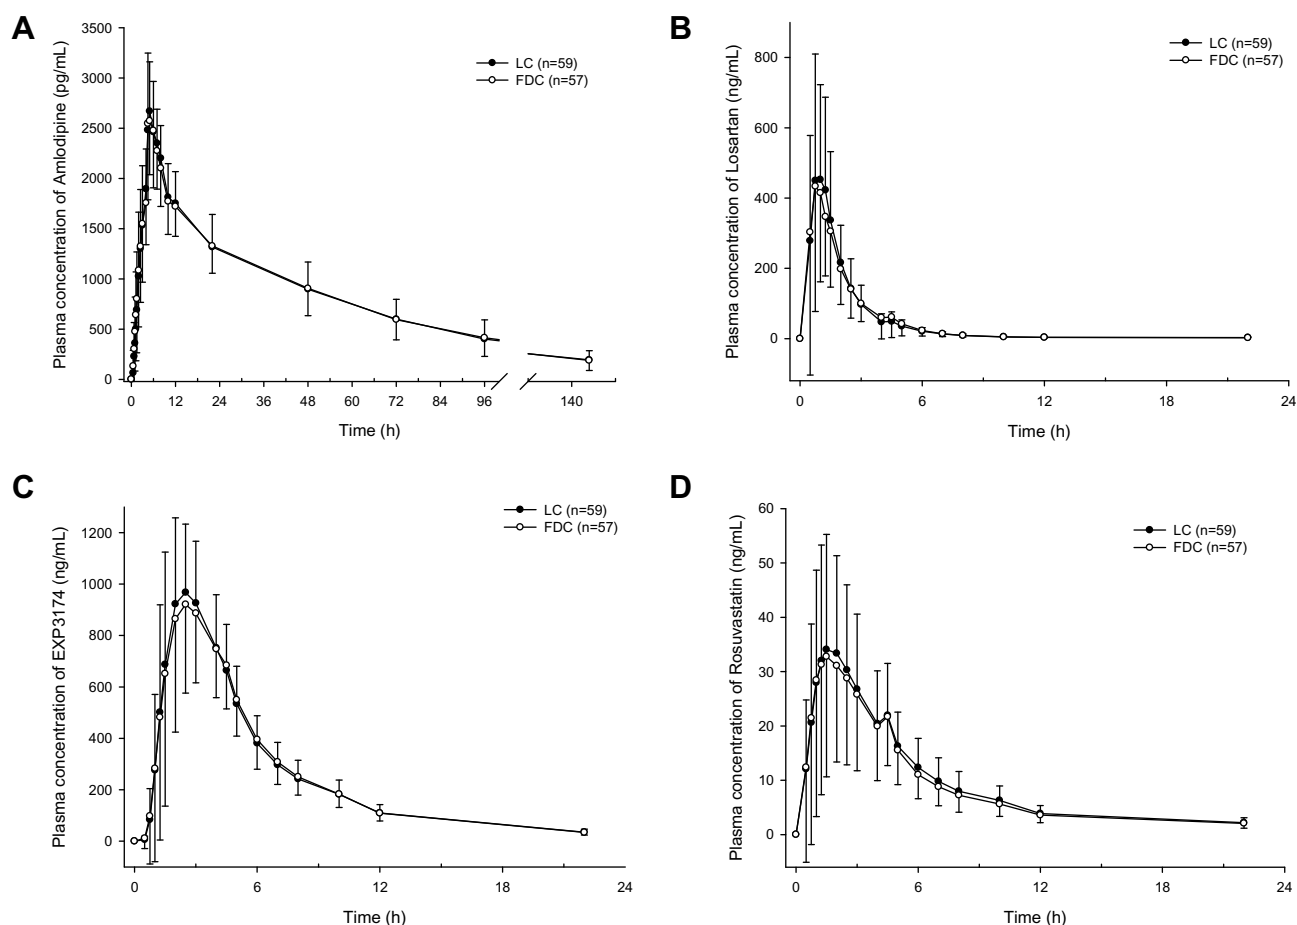 A
Plasma concentration of Amlodipine (pg/mL)
3500
3000
2500
2000
1500
1000
500
0
LC (n=59)
FDC (n=57)
0 12 24 36 48 60 72 84 96 140
Time (h)
B
Plasma concentration of Losartan (ng/mL)
800
600
400
200
0
LC (n=59)
FDC (n=57)
0 6 12 18 24
Time (h)
C
Plasma concentration of EXP3174 (ng/mL)
1200
1000
800
600
400
200
0
LC (n=59)
FDC (n=57)
0 6 12 18 24
Time (h)
D
Plasma concentration of Rosuvastatin (ng/mL)
60
50
40
30
20
10
0
LC (n=59)
FDC (n=57)
0 6 12 18 24
Time (h)